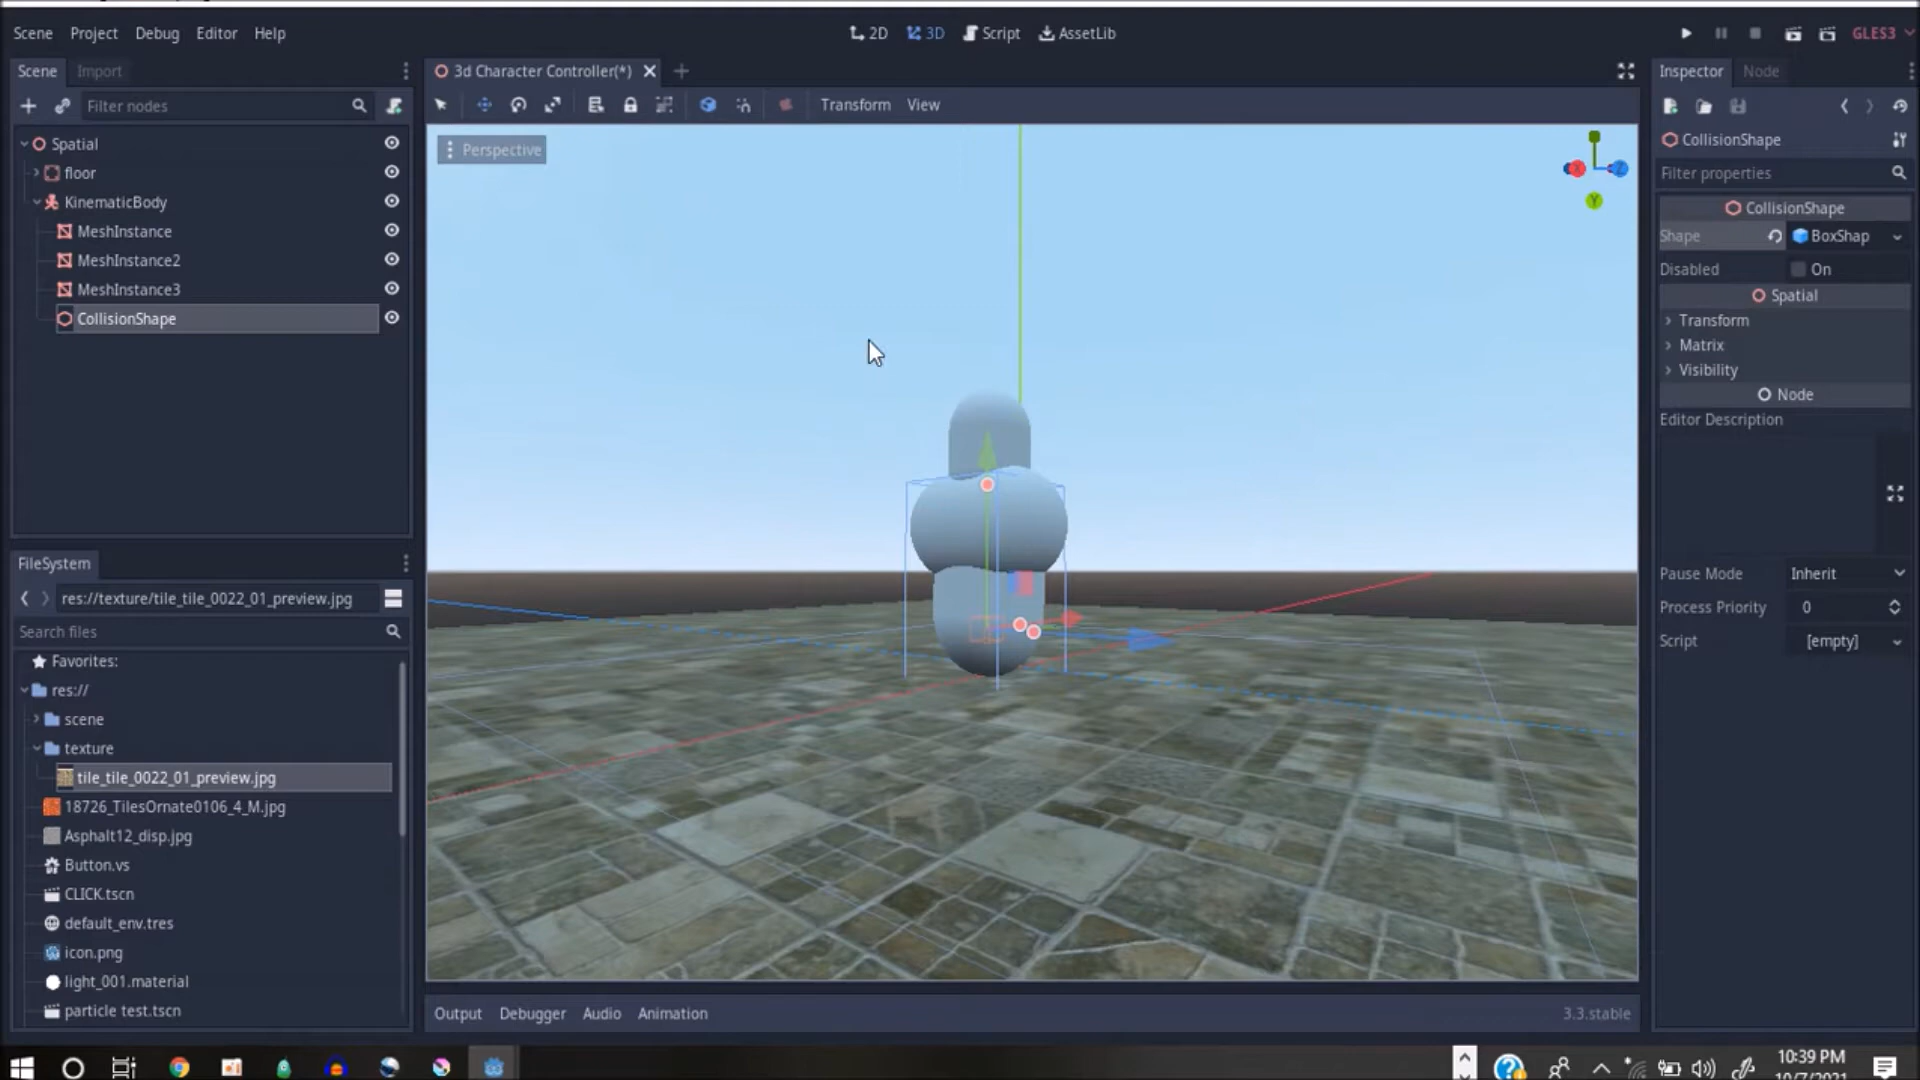 Scene Project Debug Editor Help
2D 3D Script AssetLib
GLES3
Scene Import
3d Character Controller(*)
Inspector Node
Filter nodes
Transform View
Perspective
Spatial
floor
KinematicBody
MeshInstance
MeshInstance2
MeshInstance3
CollisionShape
Y
CollisionShape
Filter properties
CollisionShape
Shape BoxShap
Disabled On
Spatial
Transform
Matrix
Visibility
Node
Editor Description
Pause Mode Inherit
Process Priority 0
Script [empty]
FileSystem
res://texture/tile_tile_0022_01_preview.jpg
Search files
Favorites:
res://
scene
texture
tile_tile_0022_01_preview.jpg
18726_TilesOrnate0106_4_M.jpg
Asphalt12_disp.jpg
Button.vs
CLICK.tscn
default_env.tres
icon.png
light_001.material
particle test.tscn
Output Debugger Audio Animation
3.3.stable
10:39 PM
10/7/2021